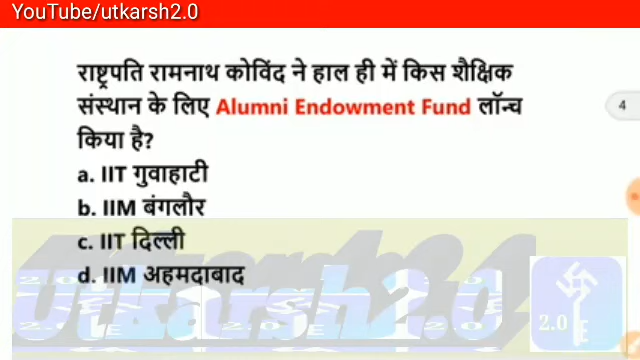 YouTube/utkarsh2.0
राष्ट्रपति रामनाथ कोविंद ने हाल ही में किस शैक्षिक
संस्थान के लिए Alumni Endowment Fund लॉन्च
किया है?
4
a. IIT गुवाहाटी
b. IIM बंगलौर
c. IIT दिल्ली
d. IIM अहमदाबाद
Utkarsh2.0
2.0
E